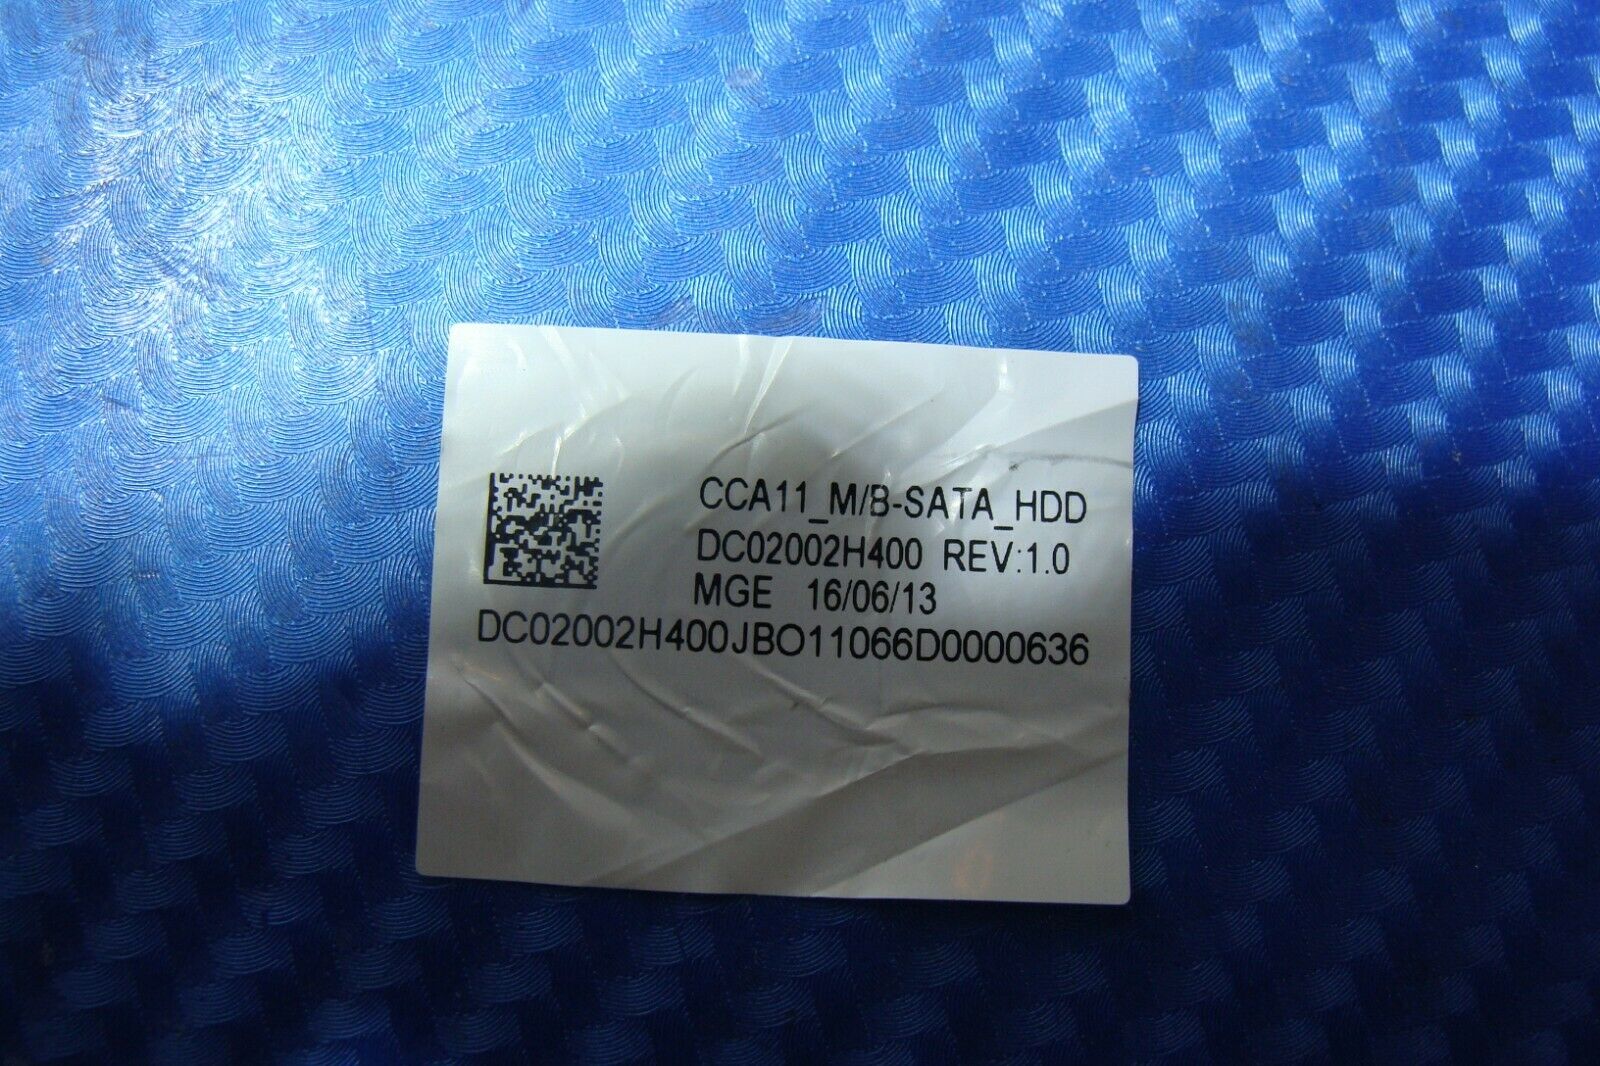 CCA11_M/B-SATA_HDD
DC02002H400 REV:1.0
MGE 16/06/13
DC02002H400JBO11066D0000636